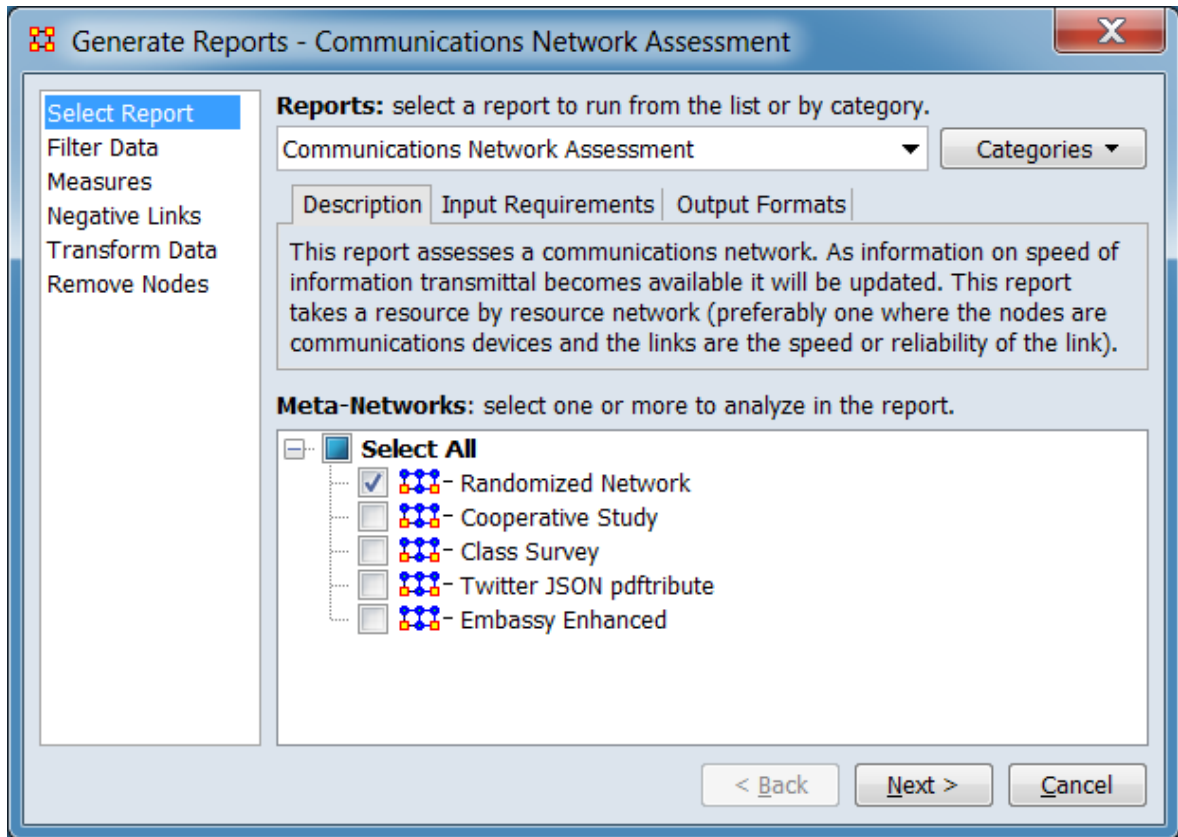 Generate Reports - Communications Network Assessment
Select Report
Filter Data
Measures
Negative Links
Transform Data
Remove Nodes
Reports: select a report to run from the list or by category.
Communications Network Assessment
Categories
Description
Input Requirements
Output Formats
This report assesses a communications network. As information on speed of
information transmittal becomes available it will be updated. This report
takes a resource by resource network (preferably one where the nodes are
communications devices and the links are the speed or reliability of the link).
Meta-Networks: select one or more to analyze in the report.
Select All
Randomized Network
Cooperative Study
Class Survey
Twitter JSON pdftribute
Embassy Enhanced
< Back
Next >
Cancel